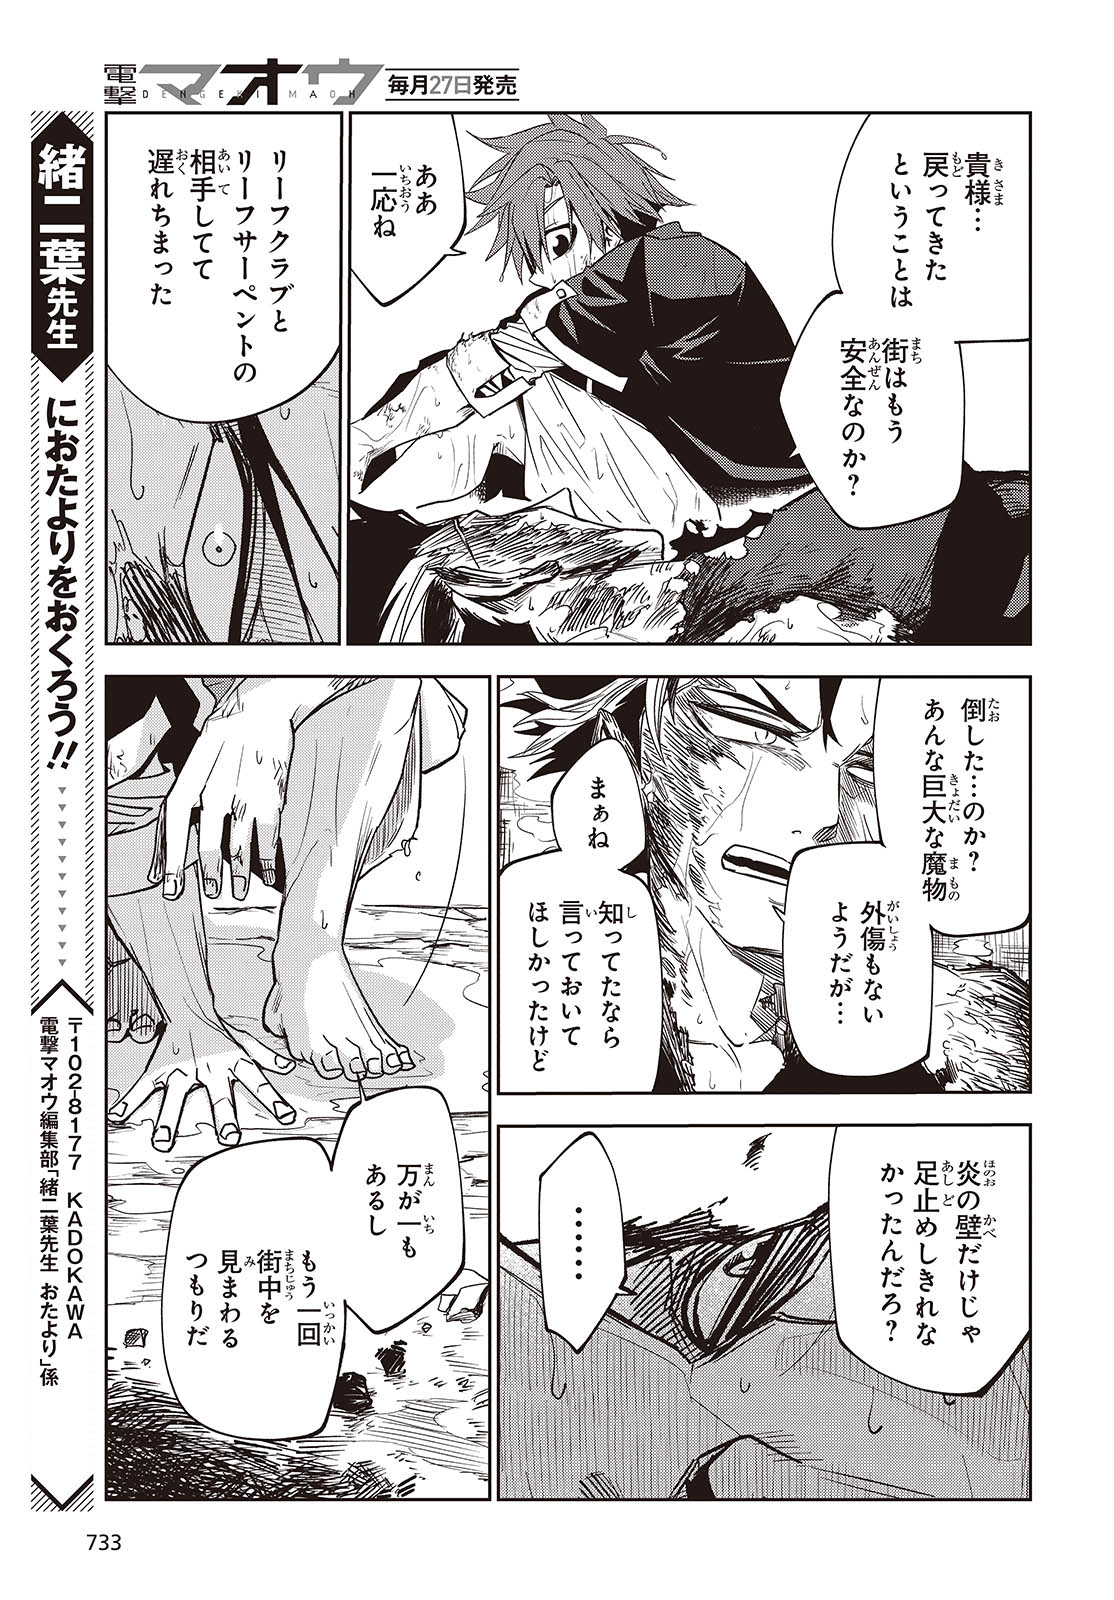 電撃マオウ
DENGEKI MAOH
毎月27日発売
貴様…
戻ってきた
ということは
街はもう
安全なのか?
ああ
一応ね
リーフクラブと
リーフサーペントの
相手してて
遅れちまった
倒した…のか?
あんな巨大な魔物
外傷もない
ようだが…
まぁね
知ってたなら
言っておいて
ほしかったけど
炎の壁だけじゃ
足止めしきれな
かったんだろ?
……
万が一も
あるし
もう一回
街中を
見まわる
つもりだ
緒二葉先生
におたよりをおくろう!!
〒102-8177 KADOKAWA
電撃マオウ編集部「緒二葉先生 おたより」係
733